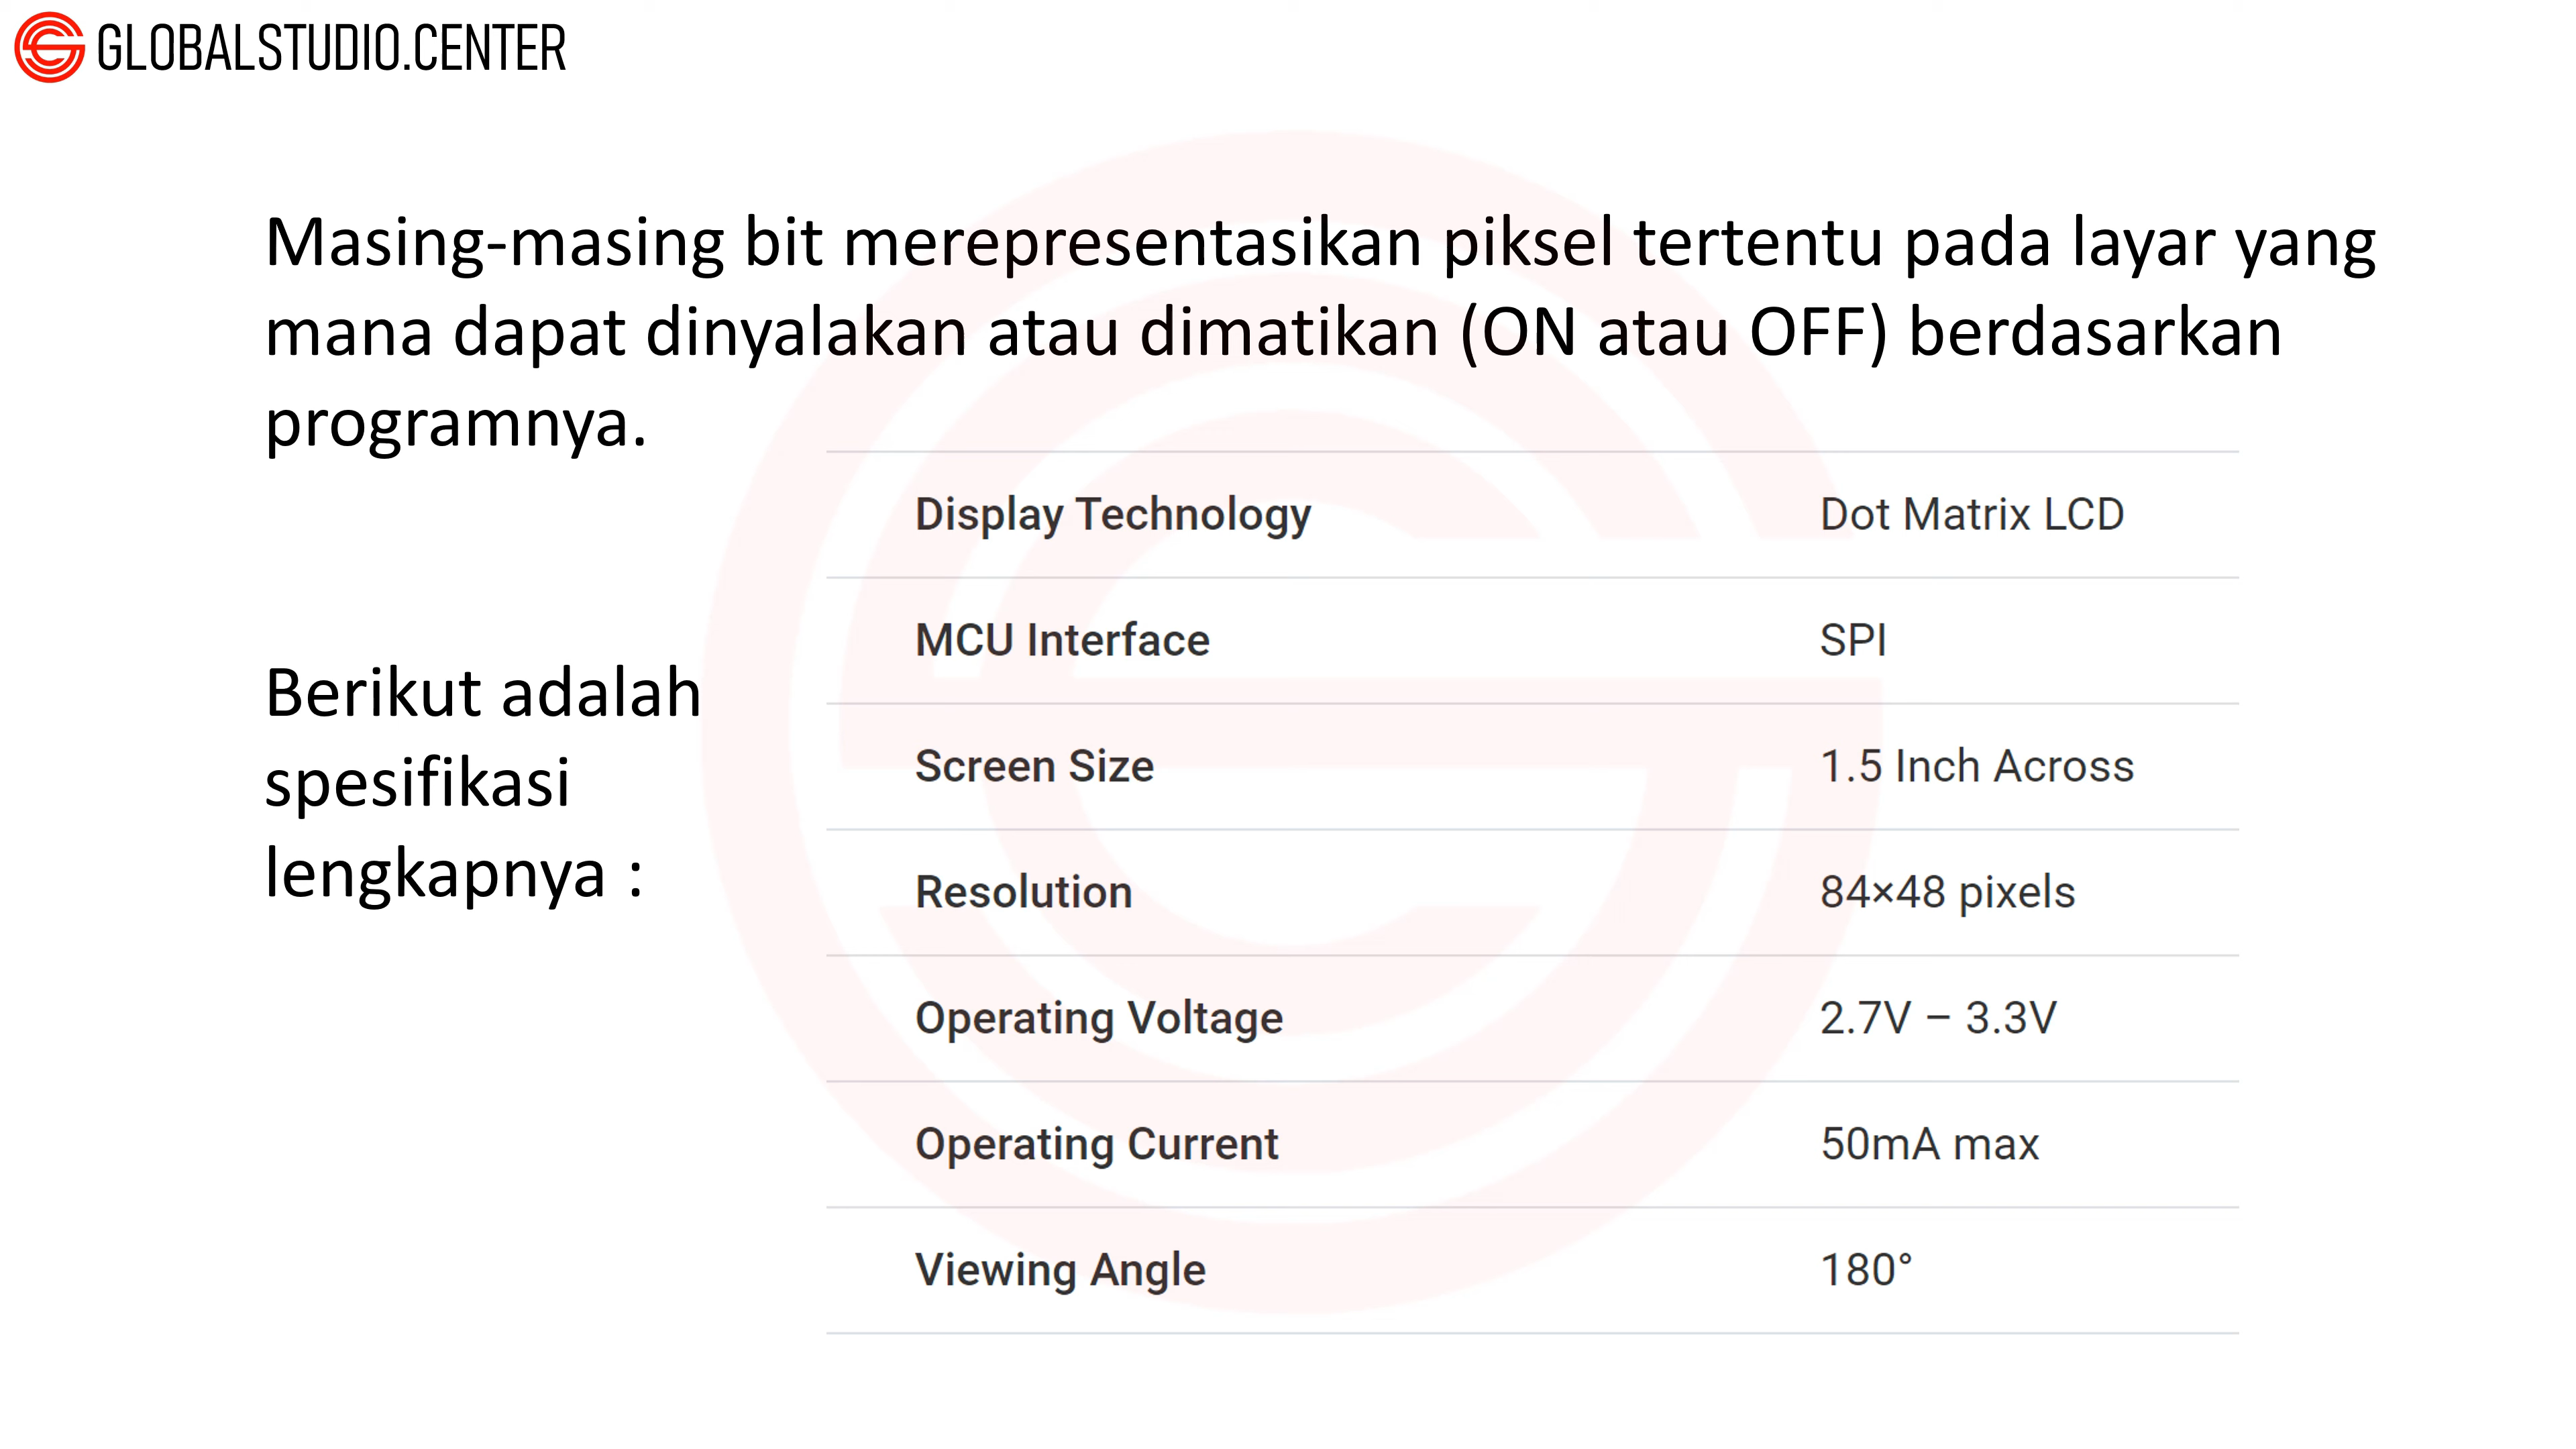 GLOBALSTUDIO.CENTER
Masing-masing bit merepresentasikan piksel tertentu pada layar yang
mana dapat dinyalakan atau dimatikan (ON atau OFF) berdasarkan
programnya.
Berikut adalah
spesifikasi
lengkapnya :
Display Technology Dot Matrix LCD
MCU Interface SPI
Screen Size 1.5 Inch Across
Resolution 84×48 pixels
Operating Voltage 2.7V – 3.3V
Operating Current 50mA max
Viewing Angle 180°